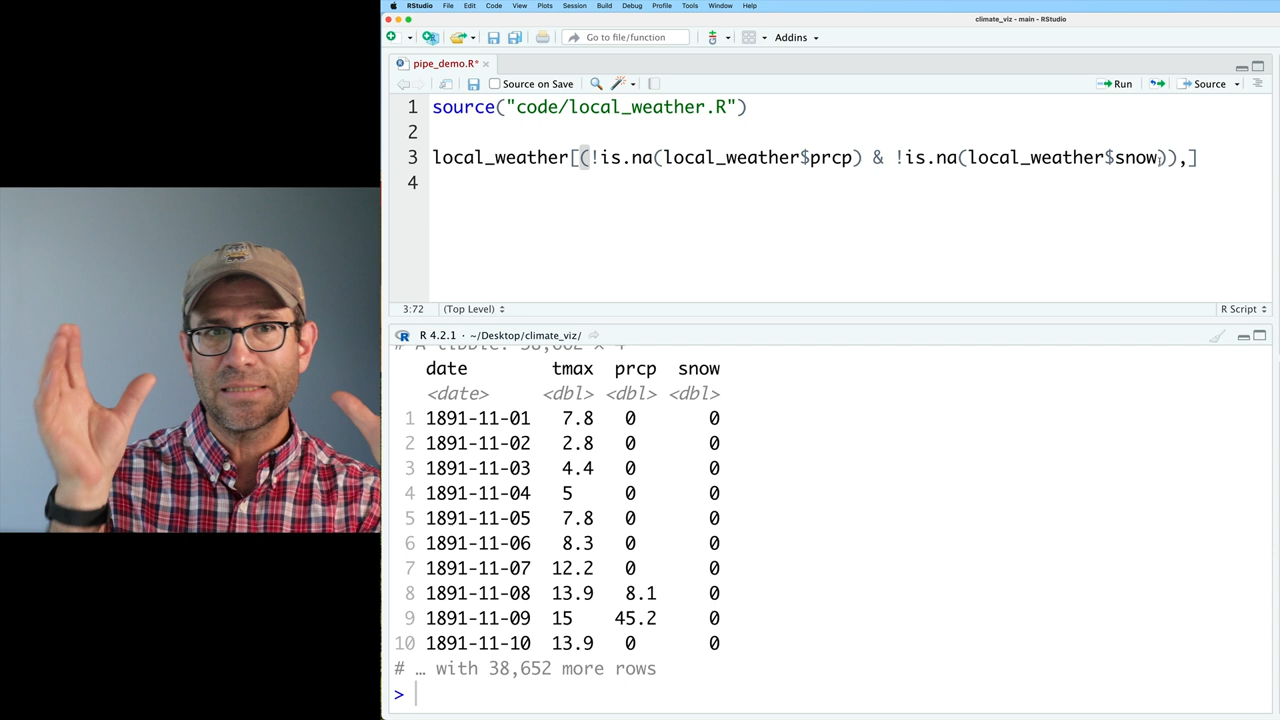 RStudio File Edit Code View Plots Session Build Debug Profile Tools Window Help
climate_viz - main - RStudio
Go to file/function Addins
pipe_demo.R*
Source on Save Run Source
1 source("code/local_weather.R")
2
3 local_weather[(!is.na(local_weather$prcp) & !is.na(local_weather$snow)),]
4
3:72 (Top Level) R Script
R 4.2.1 · ~/Desktop/climate_viz/
date tmax prcp snow
<date> <dbl> <dbl> <dbl>
1 1891-11-01 7.8 0 0
2 1891-11-02 2.8 0 0
3 1891-11-03 4.4 0 0
4 1891-11-04 5 0 0
5 1891-11-05 7.8 0 0
6 1891-11-06 8.3 0 0
7 1891-11-07 12.2 0 0
8 1891-11-08 13.9 8.1 0
9 1891-11-09 15 45.2 0
10 1891-11-10 13.9 0 0
# … with 38,652 more rows
>